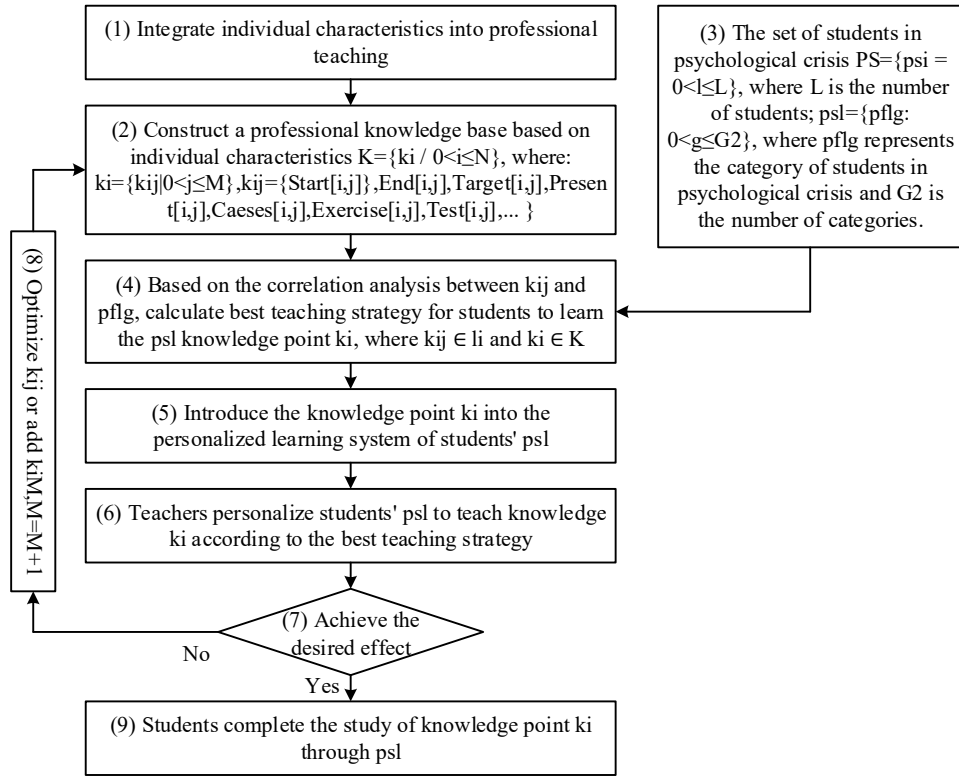 (1) Integrate individual characteristics into professional
teaching
(2) Construct a professional knowledge base based on
individual characteristics K={ki / 0<i≤N}, where:
ki={kij|0<j≤M},kij={Start[i,j]},End[i,j],Target[i,j],Presen
t[i,j],Caeses[i,j],Exercise[i,j],Test[i,j],... }
(3) The set of students in
psychological crisis PS={psi =
0<l≤L}, where L is the number
of students; psl={pflg:
0<g≤G2}, where pflg represents
the category of students in
psychological crisis and G2 is
the number of categories.
(4) Based on the correlation analysis between kij and
pflg, calculate best teaching strategy for students to learn
the psl knowledge point ki, where kij ∈ li and ki ∈ K
(5) Introduce the knowledge point ki into the
personalized learning system of students' psl
(6) Teachers personalize students' psl to teach knowledge
ki according to the best teaching strategy
(7) Achieve the
desired effect
No
Yes
(8) Optimize kij or add kiM,M=M+1
(9) Students complete the study of knowledge point ki
through psl